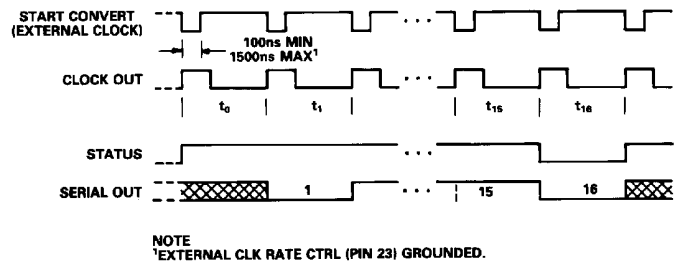 START CONVERT
(EXTERNAL CLOCK)
100ns MIN
1500ns MAX¹
CLOCK OUT
t₀ t₁ t₁₅ t₁₆
STATUS
SERIAL OUT
1 15 16
NOTE
¹EXTERNAL CLK RATE CTRL (PIN 23) GROUNDED.